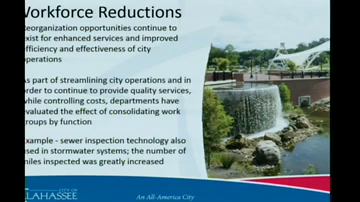 Workforce Reductions
Reorganization opportunities continue to
exist for enhanced services and improved
efficiency and effectiveness of city
operations
As part of streamlining city operations and in
order to continue to provide quality services,
while controlling costs, departments have
evaluated the effect of consolidating work
groups by function
Example - sewer inspection technology also
used in stormwater systems; the number of
miles inspected was greatly increased
CITY OF
LAHASSEE
An All-America City